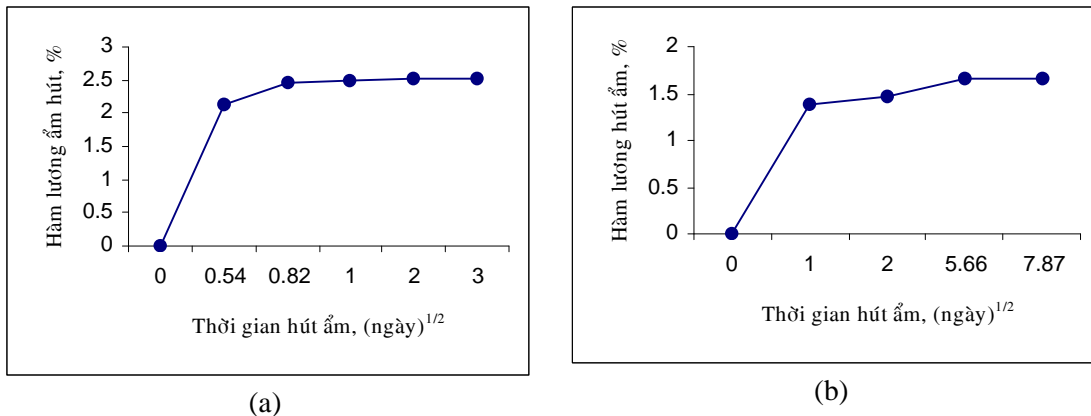 Hàm lương ẩm hút, %
3
2.5
2
1.5
1
0.5
0
0 0.54 0.82 1 2 3
Thời gian hút ẩm, (ngày)1/2
(a)
Hàm lương hút ẩm, %
2
1.5
1
0.5
0
0 1 2 5.66 7.87
Thời gian hút ẩm, (ngày)1/2
(b)